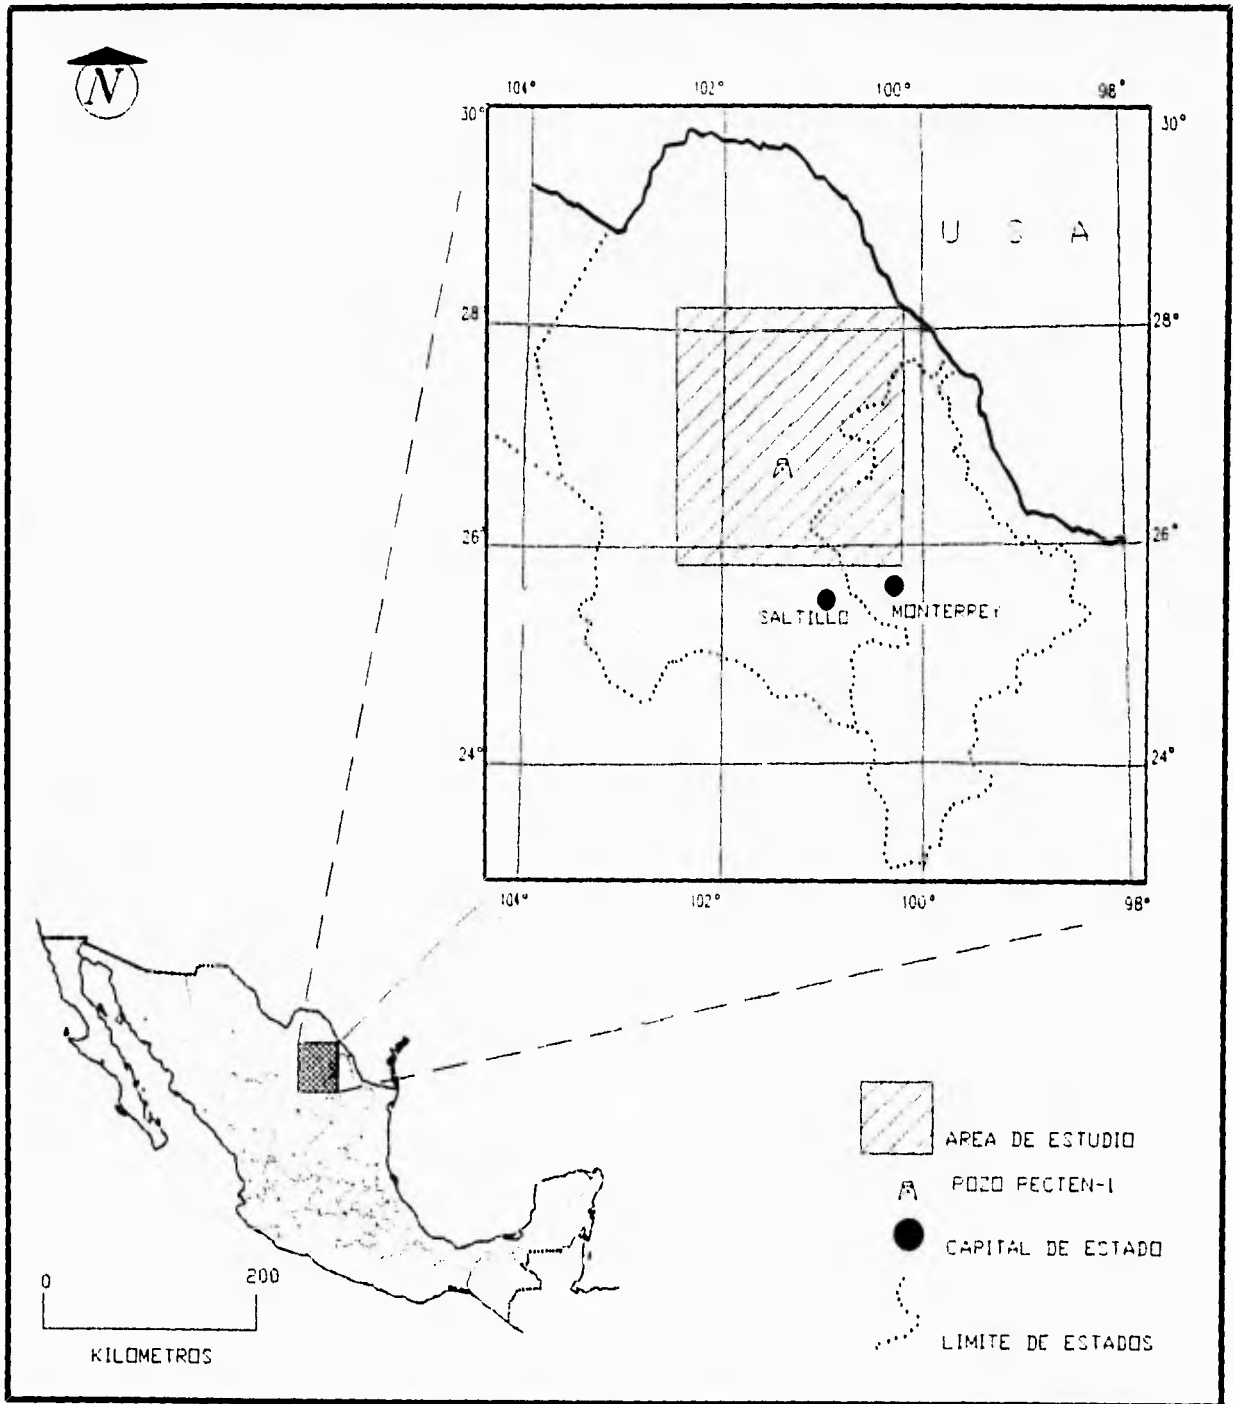 N
104° 102° 100° 98°
30° 30°
U S A
28° 28°
26° 26°
SALTILLO MONTERREY
24° 24°
104° 102° 100° 98°
AREA DE ESTUDIO
POZO PECTEN-1
CAPITAL DE ESTADO
LIMITE DE ESTADOS
0 200
KILOMETROS